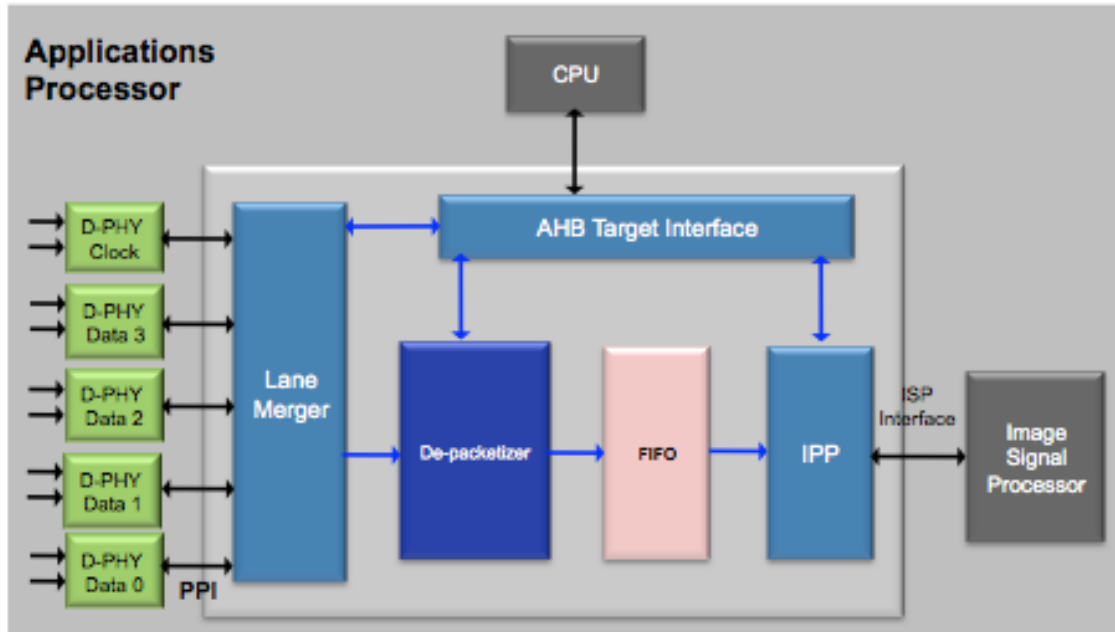 Applications
Processor
CPU
AHB Target Interface
D-PHY
Clock
D-PHY
Data 3
D-PHY
Data 2
D-PHY
Data 1
D-PHY
Data 0
PPI
Lane
Merger
De-packetizer
FIFO
IPP
ISP
Interface
Image
Signal
Processor